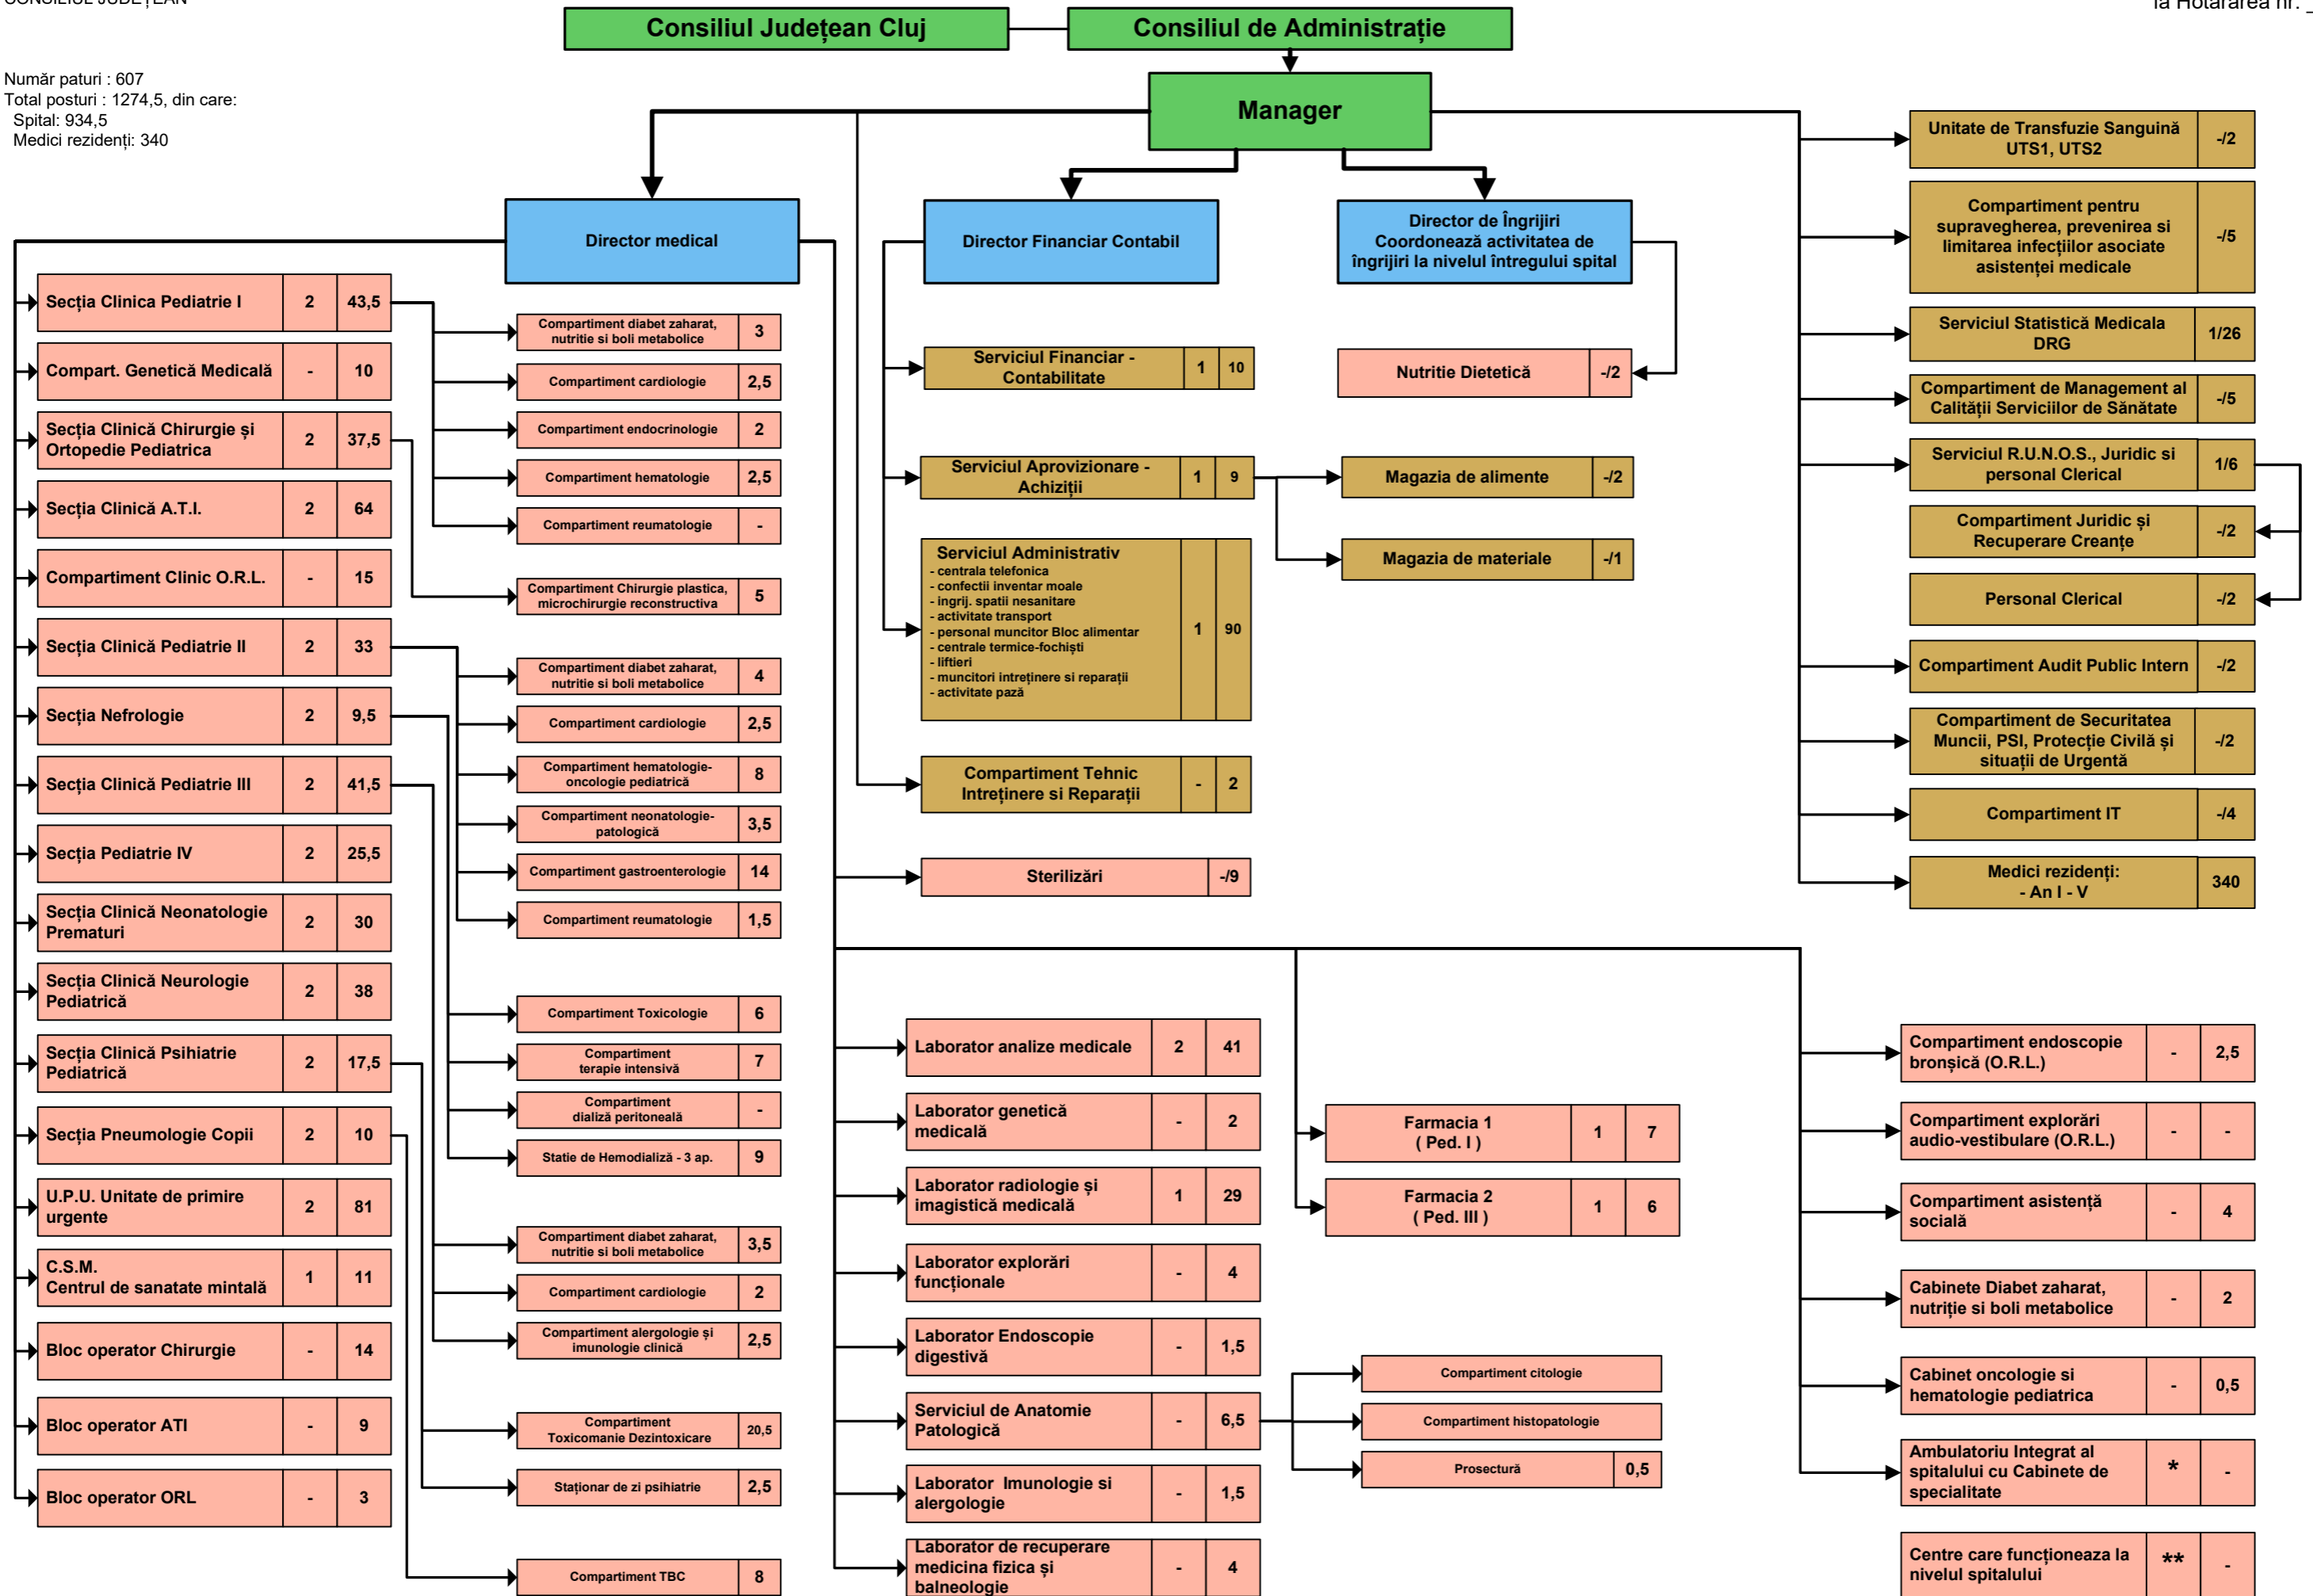 CONSILIUL JUDEȚEAN
la Hotărârea nr. _
Consiliul Județean Cluj
Consiliul de Administrație
Număr paturi : 607
Total posturi : 1274,5, din care:
Spital: 934,5
Medici rezidenți: 340
Manager
Director medical
Director Financiar Contabil
Director de Îngrijiri
Coordonează activitatea de
îngrijiri la nivelul întregului spital
Secția Clinica Pediatrie I 2 43,5
Compart. Genetică Medicală - 10
Secția Clinică Chirurgie și
Ortopedie Pediatrica 2 37,5
Secția Clinică A.T.I. 2 64
Compartiment Clinic O.R.L. - 15
Secția Clinică Pediatrie II 2 33
Secția Nefrologie 2 9,5
Secția Clinică Pediatrie III 2 41,5
Secția Pediatrie IV 2 25,5
Secția Clinică Neonatologie
Prematuri 2 30
Secția Clinică Neurologie
Pediatrică 2 38
Secția Clinică Psihiatrie
Pediatrică 2 17,5
Secția Pneumologie Copii 2 10
U.P.U. Unitate de primire
urgente 2 81
C.S.M.
Centrul de sanatate mintală 1 11
Bloc operator Chirurgie - 14
Bloc operator ATI - 9
Bloc operator ORL - 3
Compartiment diabet zaharat,
nutritie si boli metabolice 3
Compartiment cardiologie 2,5
Compartiment endocrinologie 2
Compartiment hematologie 2,5
Compartiment reumatologie -
Compartiment Chirurgie plastica,
microchirurgie reconstructiva 5
Compartiment diabet zaharat,
nutritie si boli metabolice 4
Compartiment cardiologie 2,5
Compartiment hematologie-
oncologie pediatrică 8
Compartiment neonatologie-
patologică 3,5
Compartiment gastroenterologie 14
Compartiment reumatologie 1,5
Compartiment Toxicologie 6
Compartiment
terapie intensivă 7
Compartiment
dializă peritoneală -
Statie de Hemodializă - 3 ap. 9
Compartiment diabet zaharat,
nutritie si boli metabolice 3,5
Compartiment cardiologie 2
Compartiment alergologie și
imunologie clinică 2,5
Compartiment
Toxicomanie Dezintoxicare 20,5
Staționar de zi psihiatrie 2,5
Compartiment TBC 8
Serviciul Financiar -
Contabilitate 1 10
Serviciul Aprovizionare -
Achiziții 1 9
Serviciul Administrativ
- centrala telefonica
- confectii inventar moale
- ingrij. spatii nesanitare
- activitate transport
- personal muncitor Bloc alimentar 1 90
- centrale termice-fochiști
- liftieri
- muncitori intreținere si reparații
- activitate pază
Compartiment Tehnic
Intreținere si Reparații - 2
Sterilizări -/9
Nutritie Dietetică -/2
Magazia de alimente -/2
Magazia de materiale -/1
Unitate de Transfuzie Sanguină
UTS1, UTS2 -/2
Compartiment pentru
supravegherea, prevenirea si
limitarea infecțiilor asociate
asistenței medicale -/5
Serviciul Statistică Medicala
DRG 1/26
Compartiment de Management al
Calității Serviciilor de Sănătate -/5
Serviciul R.U.N.O.S., Juridic si
personal Clerical 1/6
Compartiment Juridic și
Recuperare Creanțe -/2
Personal Clerical -/2
Compartiment Audit Public Intern -/2
Compartiment de Securitatea
Muncii, PSI, Protecție Civilă și
situații de Urgentă -/2
Compartiment IT -/4
Medici rezidenți:
- An I - V 340
Laborator analize medicale 2 41
Laborator genetică
medicală - 2
Laborator radiologie și
imagistică medicală 1 29
Laborator explorări
funcționale - 4
Laborator Endoscopie
digestivă - 1,5
Serviciul de Anatomie
Patologică - 6,5
Laborator Imunologie si
alergologie - 1,5
Laborator de recuperare
medicina fizica și
balneologie - 4
Farmacia 1
( Ped. I ) 1 7
Farmacia 2
( Ped. III ) 1 6
Compartiment citologie
Compartiment histopatologie
Prosectură 0,5
Compartiment endoscopie
bronșică (O.R.L.) - 2,5
Compartiment explorări
audio-vestibulare (O.R.L.) - -
Compartiment asistență
socială - 4
Cabinete Diabet zaharat,
nutriție si boli metabolice - 2
Cabinet oncologie si
hematologie pediatrica - 0,5
Ambulatoriu Integrat al
spitalului cu Cabinete de
specialitate * -
Centre care funcționeaza la
nivelul spitalului ** -